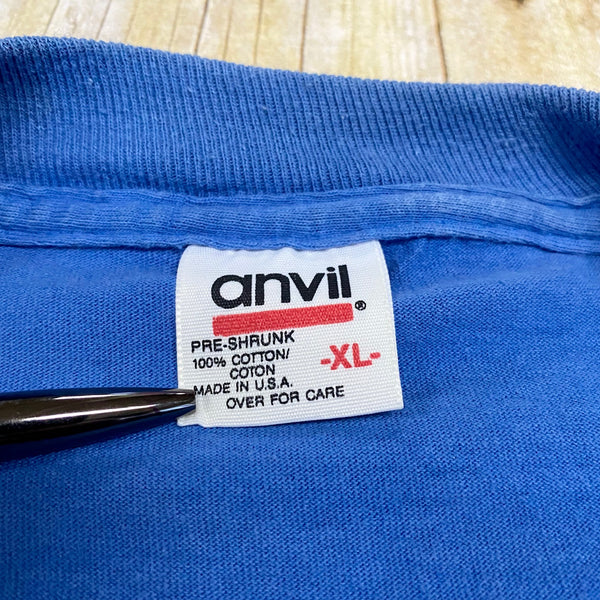 anvil®
PRE-SHRUNK
100% COTTON/
COTON
-XL-
MADE IN U.S.A.
OVER FOR CARE